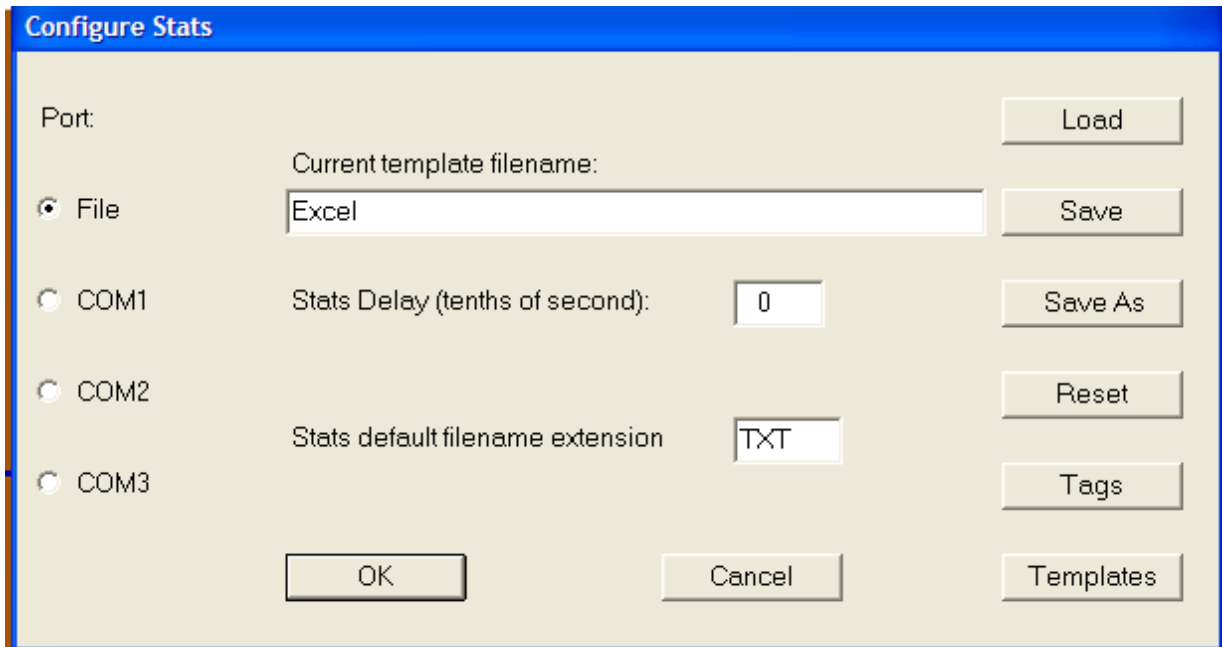 Configure Stats
Port:
Load
Current template filename:
File
Excel
Save
COM1
Stats Delay (tenths of second):
0
Save As
COM2
Reset
Stats default filename extension
TXT
COM3
Tags
OK
Cancel
Templates